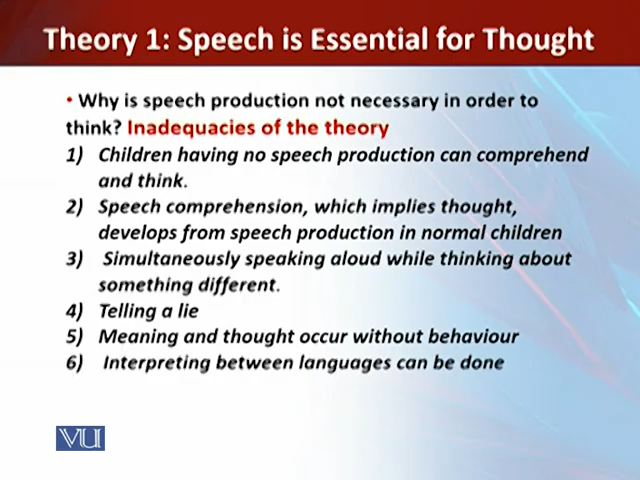 Theory 1: Speech is Essential for Thought
• Why is speech production not necessary in order to
think? Inadequacies of the theory
1) Children having no speech production can comprehend
and think.
2) Speech comprehension, which implies thought,
develops from speech production in normal children
3) Simultaneously speaking aloud while thinking about
something different.
4) Telling a lie
5) Meaning and thought occur without behaviour
6) Interpreting between languages can be done
VU